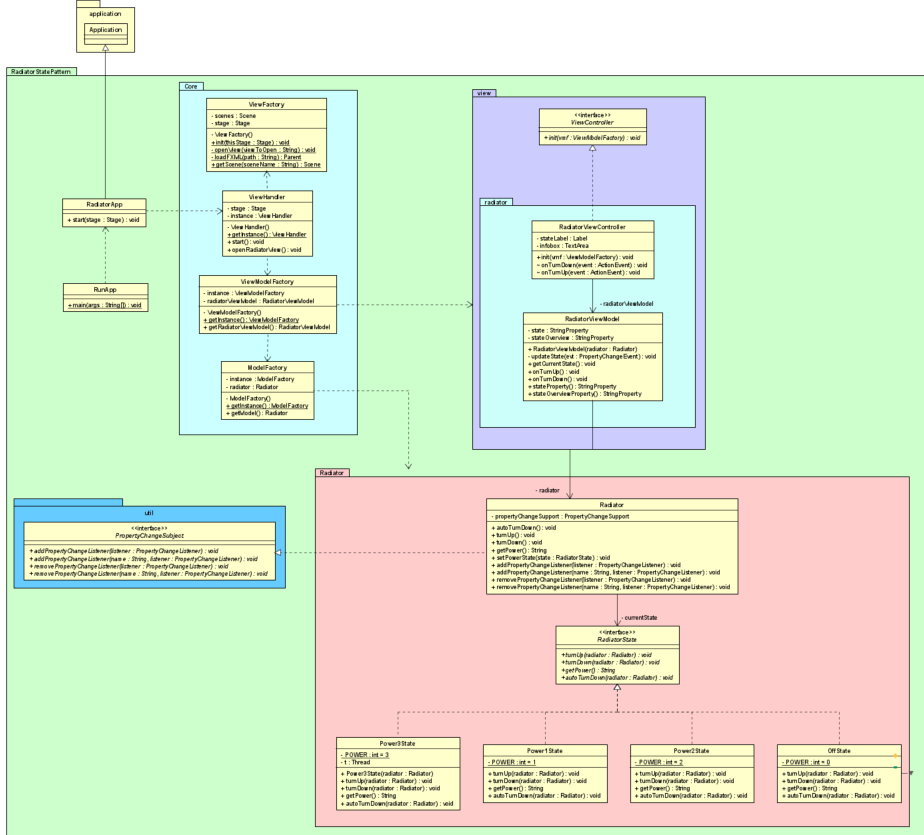 application
Application
RadiatorStatePattern
Core
ViewFactory
- scenes : Scene
- stage : Stage
- ViewFactory()
+ init(thisStage : Stage) : void
- openView(viewToOpen : String) : void
- loadFXML(path : String) : Parent
+ getScene(sceneName : String) : Scene
ViewHandler
- stage : Stage
- instance : ViewHandler
- ViewHandler()
+ getInstance() : ViewHandler
+ start() : void
+ openRadiatorView() : void
RadiatorApp
+ start(stage : Stage) : void
RunApp
+ main(args : String[]) : void
ViewModelFactory
- instance : ViewModelFactory
- radiatorViewModel : RadiatorViewModel
- ViewModelFactory()
+ getInstance() : ViewModelFactory
+ getRadiatorViewModel() : RadiatorViewModel
ModelFactory
- instance : ModelFactory
- radiator : Radiator
- ModelFactory()
+ getInstance() : ModelFactory
+ getModel() : Radiator
view
<<interface>>
ViewController
+ init(vmf : ViewModelFactory) : void
radiator
RadiatorViewController
- stateLabel : Label
- infobox : TextArea
+ init(vmf : ViewModelFactory) : void
~ onTurnDown(event : ActionEvent) : void
~ onTurnUp(event : ActionEvent) : void
- radiatorViewModel
RadiatorViewModel
- state : StringProperty
- stateOverview : StringProperty
+ RadiatorViewModel(radiator : Radiator)
- updateState(evt : PropertyChangeEvent) : void
+ getCurrentState() : void
+ onTurnUp() : void
+ onTurnDown() : void
+ stateProperty() : StringProperty
+ stateOverviewProperty() : StringProperty
util
<<interface>>
PropertyChangeSubject
+ addPropertyChangeListener(listener : PropertyChangeListener) : void
+ addPropertyChangeListener(name : String, listener : PropertyChangeListener) : void
+ removePropertyChangeListener(listener : PropertyChangeListener) : void
+ removePropertyChangeListener(name : String, listener : PropertyChangeListener) : void
Radiator
- radiator
Radiator
- propertyChangeSupport : PropertyChangeSupport
+ autoTurnDown() : void
+ turnUp() : void
+ turnDown() : void
+ getPower() : String
+ setPowerState(state : RadiatorState) : void
+ addPropertyChangeListener(listener : PropertyChangeListener) : void
+ addPropertyChangeListener(name : String, listener : PropertyChangeListener) : void
+ removePropertyChangeListener(listener : PropertyChangeListener) : void
+ removePropertyChangeListener(name : String, listener : PropertyChangeListener) : void
- currentState
<<interface>>
RadiatorState
+ turnUp(radiator : Radiator) : void
+ turnDown(radiator : Radiator) : void
+ getPower() : String
+ autoTurnDown(radiator : Radiator) : void
Power3State
- POWER : int = 3
- t : Thread
+ Power3State(radiator : Radiator)
+ turnUp(radiator : Radiator) : void
+ turnDown(radiator : Radiator) : void
+ getPower() : String
+ autoTurnDown(radiator : Radiator) : void
Power1State
- POWER : int = 1
+ turnUp(radiator : Radiator) : void
+ turnDown(radiator : Radiator) : void
+ getPower() : String
+ autoTurnDown(radiator : Radiator) : void
Power2State
- POWER : int = 2
+ turnUp(radiator : Radiator) : void
+ turnDown(radiator : Radiator) : void
+ getPower() : String
+ autoTurnDown(radiator : Radiator) : void
OffState
- POWER : int = 0
+ turnUp(radiator : Radiator) : void
+ turnDown(radiator : Radiator) : void
+ getPower() : String
+ autoTurnDown(radiator : Radiator) : void